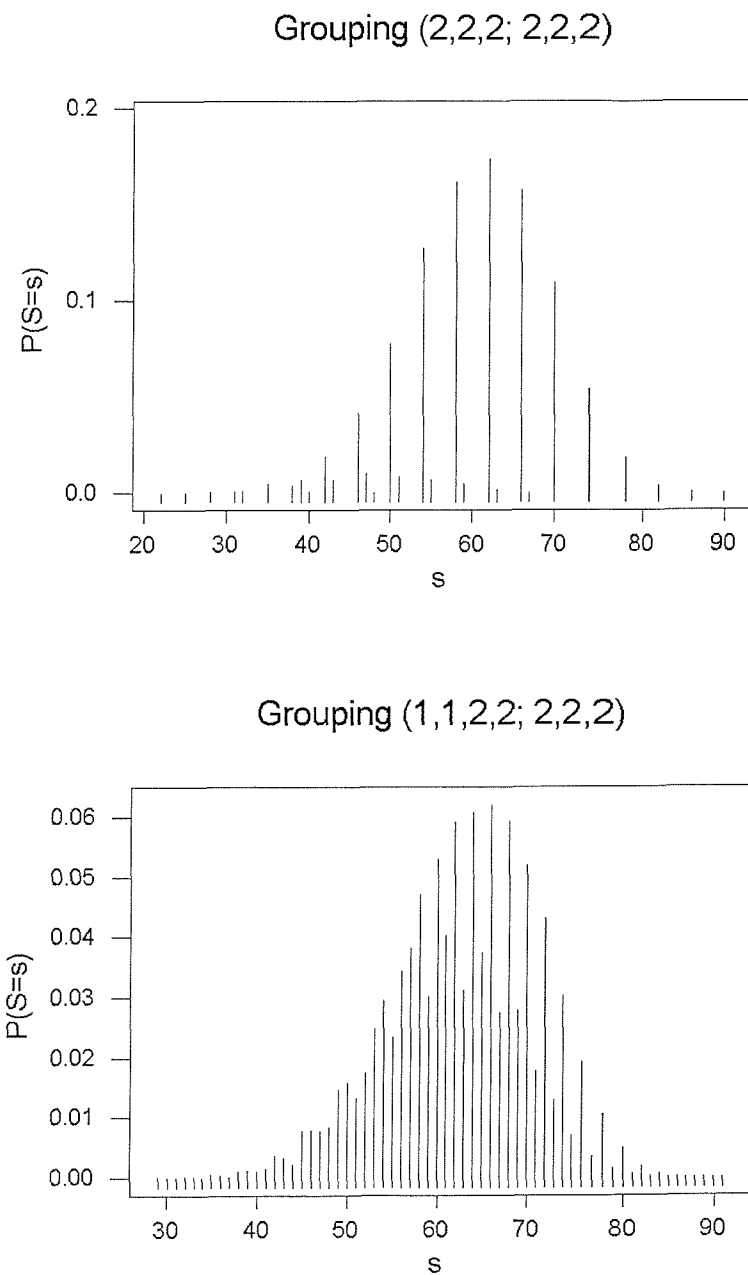 Grouping (2,2,2; 2,2,2)
0.2
0.1
0.0
P(S=s)
20 30 40 50 60 70 80 90
s
Grouping (1,1,2,2; 2,2,2)
0.06
0.05
0.04
0.03
0.02
0.01
0.00
P(S=s)
30 40 50 60 70 80 90
s